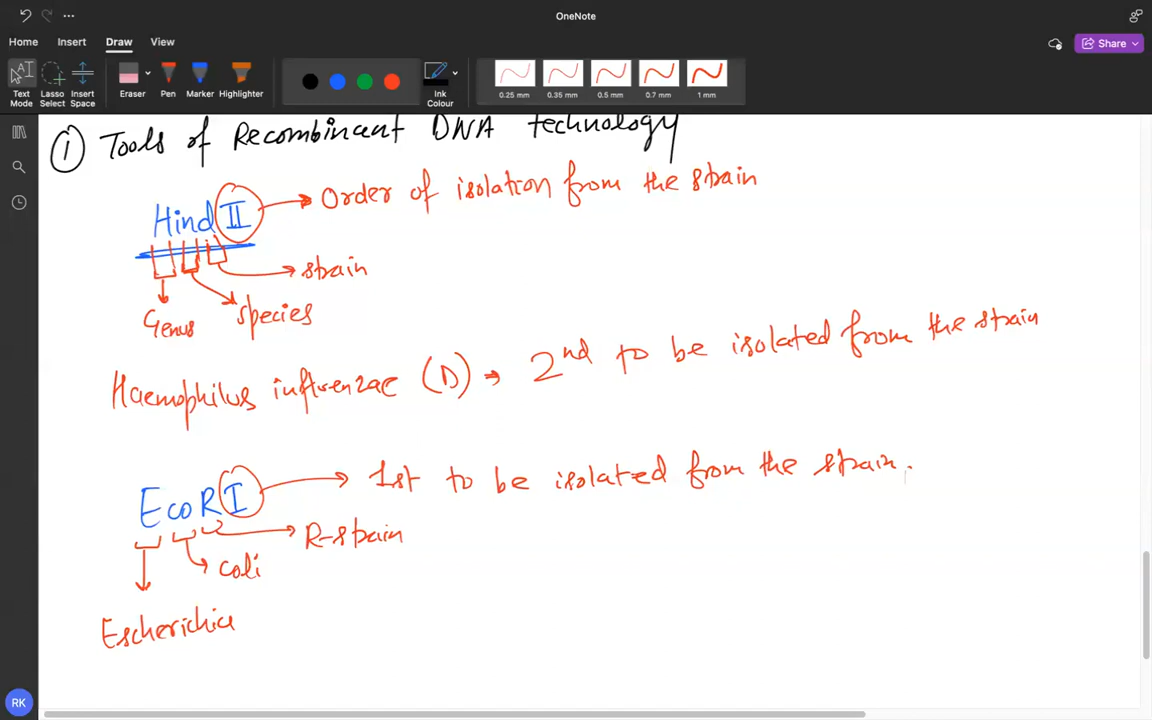 OneNote
Home Insert Draw View
Share
Text Mode
Lasso Select
Insert Space
Eraser
Pen
Marker
Highlighter
Ink Colour
0.25 mm 0.35 mm 0.5 mm 0.7 mm 1 mm
1 Tools of Recombinant DNA technology
Hind II → Order of isolation from the strain
strain
Species
Genus
Haemophilus influenzae (D) → 2nd to be isolated from the strain
EcoRI → 1st to be isolated from the strain.
R-strain
coli
Escherichia
RK